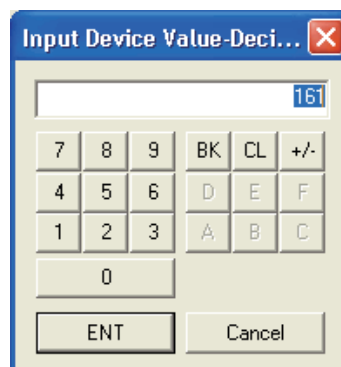 Input Device Value-Deci...
161
7 8 9 BK CL +/-
4 5 6 D E F
1 2 3 A B C
0
ENT Cancel